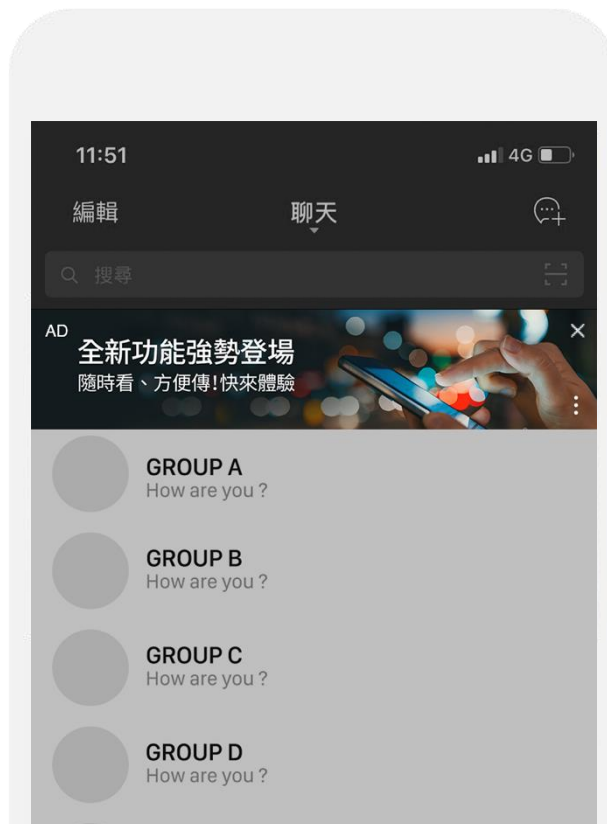 11:51
4G
編輯
聊天
搜尋
AD
全新功能強勢登場
隨時看、方便傳!快來體驗
GROUP A
How are you ?
GROUP B
How are you ?
GROUP C
How are you ?
GROUP D
How are you ?